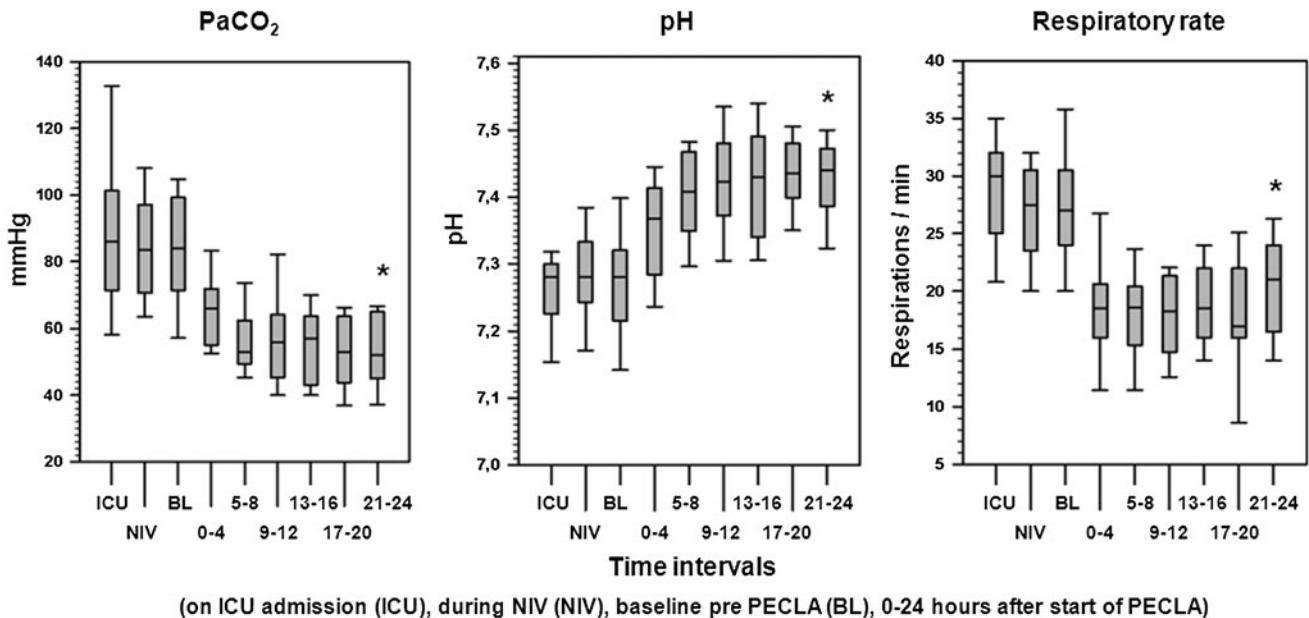 PaCO₂ pH Respiratory rate
140
120
100
80
60
40
20
mmHg
ICU BL 5-8 13-16 21-24
NIV 0-4 9-12 17-20
*
7,6
7,5
7,4
7,3
7,2
7,1
7,0
pH
ICU BL 5-8 13-16 21-24
NIV 0-4 9-12 17-20
*
40
35
30
25
20
15
10
5
Respirations / min
ICU BL 5-8 13-16 21-24
NIV 0-4 9-12 17-20
*
Time intervals
(on ICU admission (ICU), during NIV (NIV), baseline pre PECLA (BL), 0-24 hours after start of PECLA)